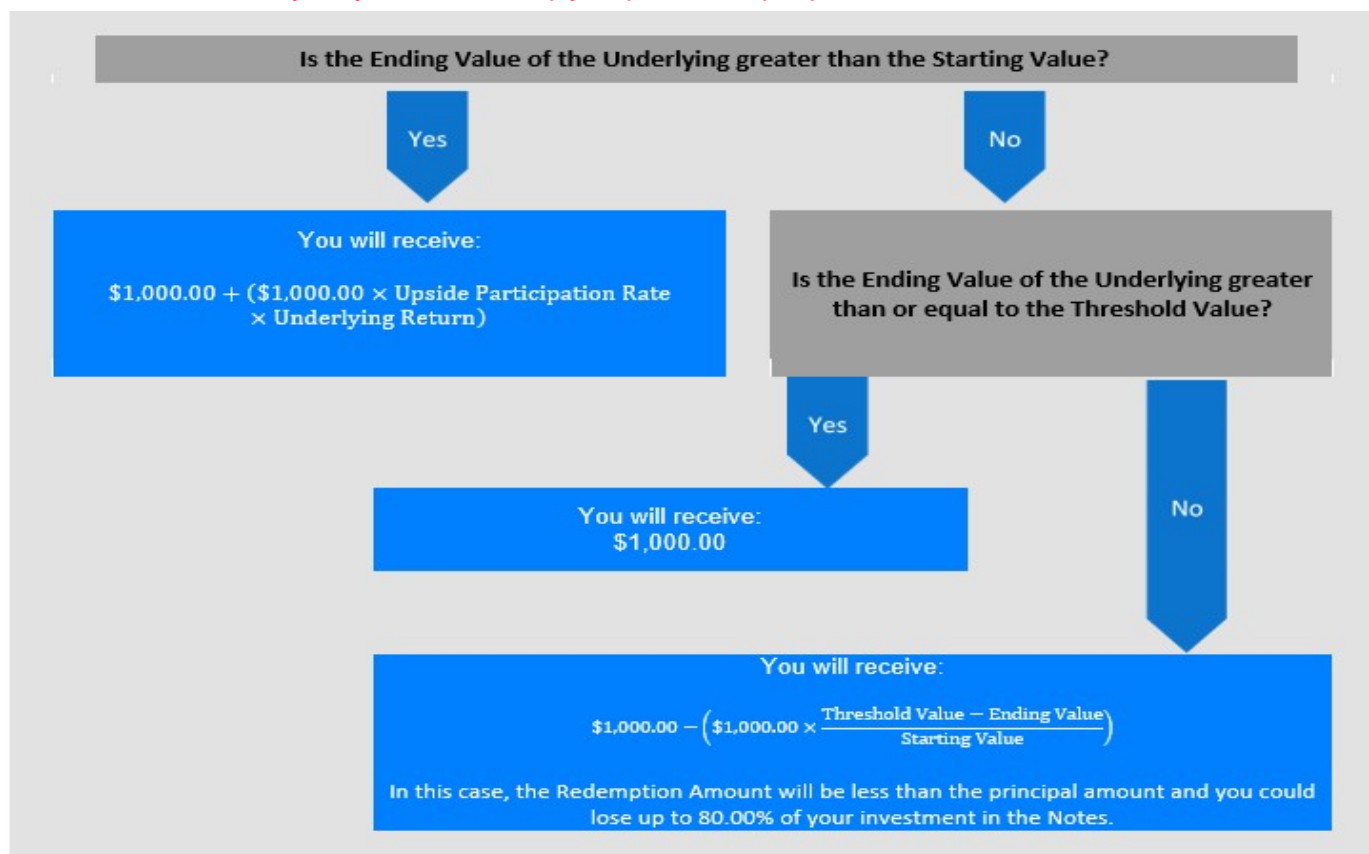 Is the Ending Value of the Underlying greater than the Starting Value?
Yes
No
You will receive:
$1,000.00 + ($1,000.00 × Upside Participation Rate
× Underlying Return)
Is the Ending Value of the Underlying greater
than or equal to the Threshold Value?
Yes
No
You will receive:
$1,000.00
You will receive:
$1,000.00 − ($1,000.00 × Threshold Value − Ending Value
Starting Value)
In this case, the Redemption Amount will be less than the principal amount and you could
lose up to 80.00% of your investment in the Notes.